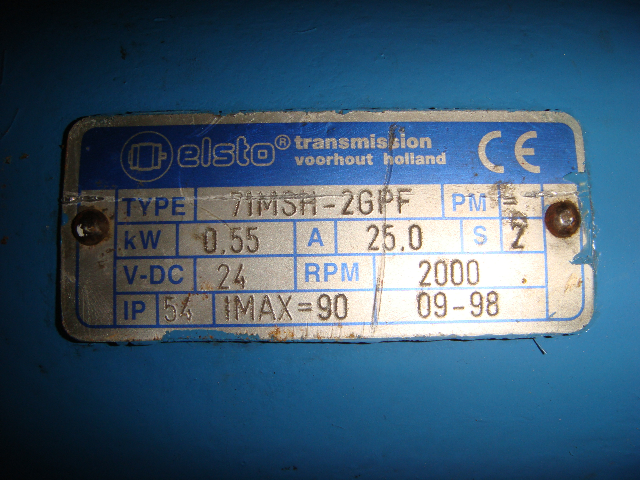 elsto® transmission
voorhout holland CE
TYPE 71MSH-2GPF PM =
kW 0.55 A 25.0 S 2
V-DC 24 RPM 2000
IP 54 IMAX=90 09-98